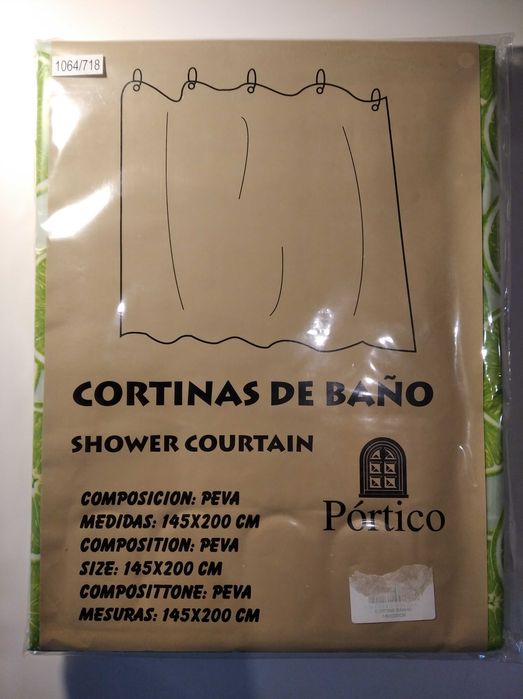 1064/718
CORTINAS DE BAÑO
SHOWER COURTAIN
COMPOSICION: PEVA
MEDIDAS: 145X200 CM
COMPOSITION: PEVA
SIZE: 145X200 CM
COMPOSITTONE: PEVA
MESURAS: 145X200 CM
Pórtico